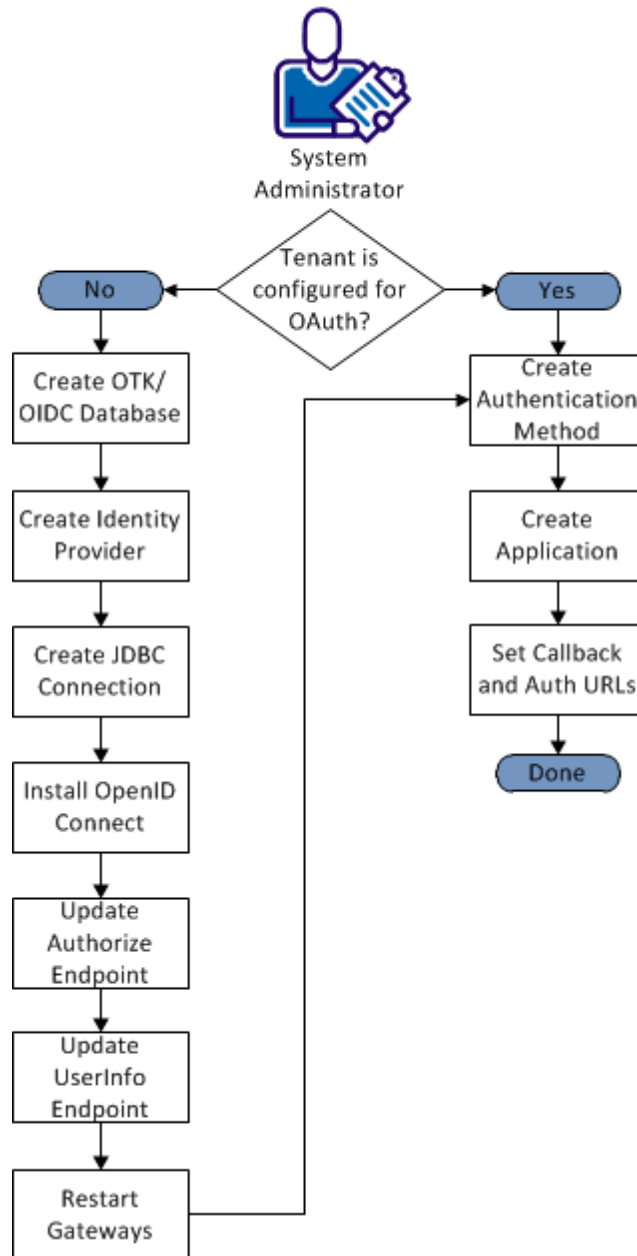 System
Administrator
Tenant is
configured for
OAuth?
No
Yes
Create OTK/
OIDC Database
Create Identity
Provider
Create JDBC
Connection
Install OpenID
Connect
Update
Authorize
Endpoint
Update
UserInfo
Endpoint
Restart
Gateways
Create
Authentication
Method
Create
Application
Set Callback
and Auth URLs
Done